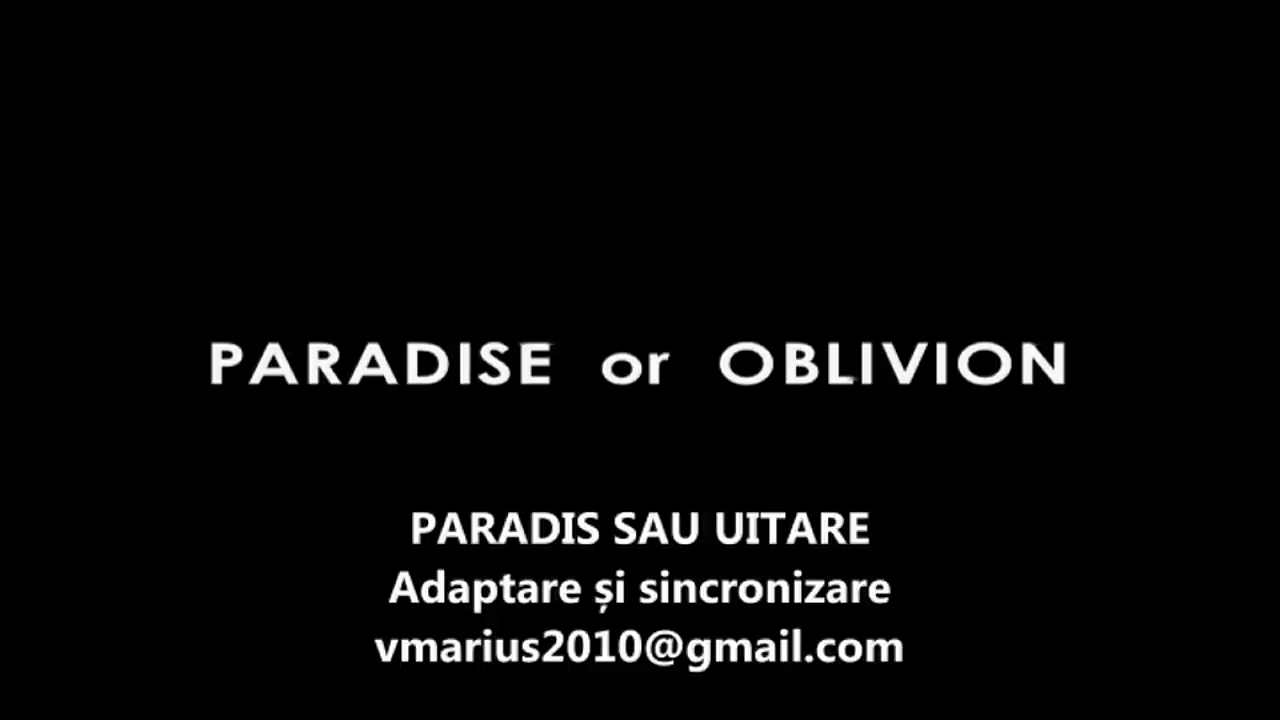 PARADISE or OBLIVION
PARADIS SAU UITARE
Adaptare și sincronizare
vmarius2010@gmail.com